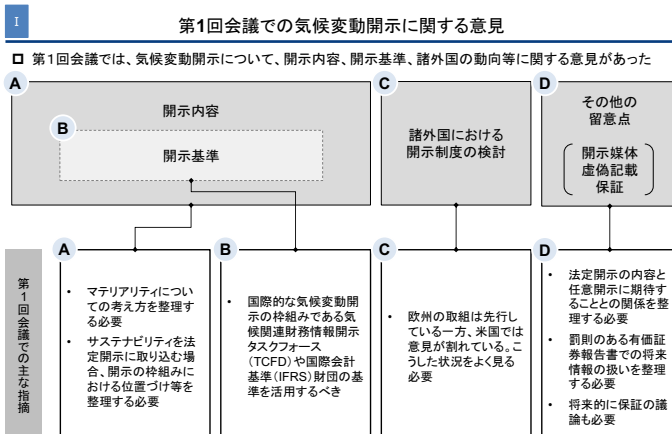 I
第1回会議での気候変動開示に関する意見
第1回会議では、気候変動開示について、開示内容、開示基準、諸外国の動向等に関する意見があった
A
開示内容
B
開示基準
C
諸外国における
開示制度の検討
D
その他の
留意点
開示媒体
虚偽記載
保証
第1回会議での主な指摘
A
• マテリアリティについ
ての考え方を整理す
る必要
• サステナビリティを法
定開示に取り込む場
合、開示の枠組みに
おける位置づけ等を
整理する必要
B
• 国際的な気候変動開
示の枠組みである気
候関連財務情報開示
タスクフォース
(TCFD)や国際会計
基準(IFRS)財団の基
準を活用するべき
C
• 欧州の取組は先行し
ている一方、米国では
意見が割れている。こ
うした状況をよく見る
必要
D
• 法定開示の内容と
任意開示に期待す
ることとの関係を整
理する必要
• 罰則のある有価証
券報告書での将来
情報の扱いを整理
する必要
• 将来的に保証の議
論も必要